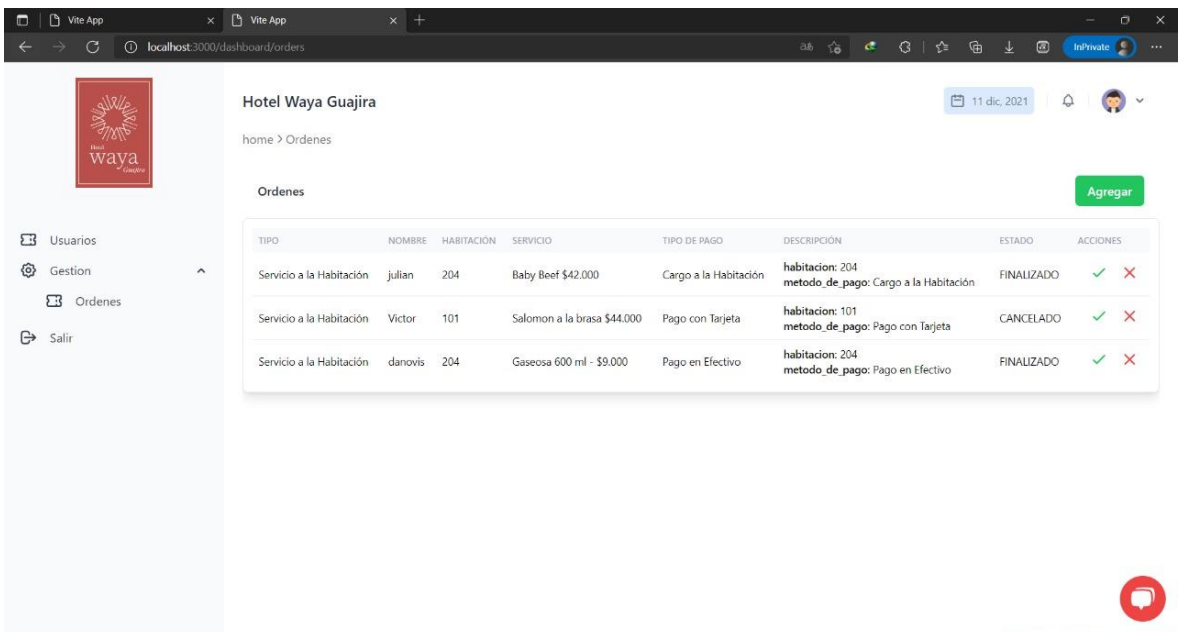 Vite App
Vite App
localhost:3000/dashboard/orders
InPrivate
Hotel
waya
Guajira
Hotel Waya Guajira
11 dic, 2021
home > Ordenes
Ordenes
Agregar
Usuarios
Gestion
Ordenes
Salir
TIPO NOMBRE HABITACIÓN SERVICIO TIPO DE PAGO DESCRIPCIÓN ESTADO ACCIONES
Servicio a la Habitación julian 204 Baby Beef $42.000 Cargo a la Habitación habitacion: 204 FINALIZADO
metodo_de_pago: Cargo a la Habitación
Servicio a la Habitación Victor 101 Salomon a la brasa $44.000 Pago con Tarjeta habitacion: 101 CANCELADO
metodo_de_pago: Pago con Tarjeta
Servicio a la Habitación danovis 204 Gaseosa 600 ml - $9.000 Pago en Efectivo habitacion: 204 FINALIZADO
metodo_de_pago: Pago en Efectivo